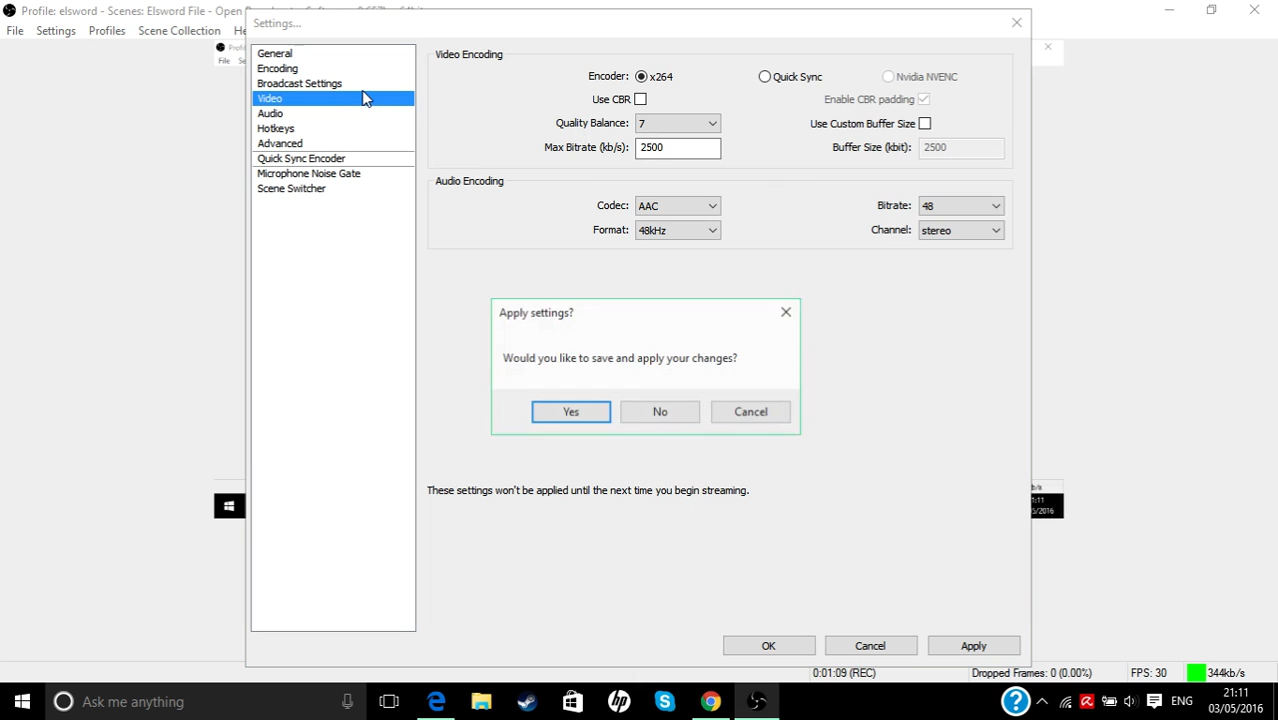 Profile: elsword - Scenes: Elsword File - Open
Settings...
File Settings Profiles Scene Collection He
General
Encoding
Broadcast Settings
Video
Audio
Hotkeys
Advanced
Quick Sync Encoder
Microphone Noise Gate
Scene Switcher
Video Encoding
Encoder: x264 Quick Sync Nvidia NVENC
Use CBR Enable CBR padding
Quality Balance: 7 Use Custom Buffer Size
Max Bitrate (kb/s): 2500 Buffer Size (kbit): 2500
Audio Encoding
Codec: AAC Bitrate: 48
Format: 48kHz Channel: stereo
Apply settings?
Would you like to save and apply your changes?
Yes No Cancel
These settings won't be applied until the next time you begin streaming.
OK Cancel Apply
0:01:09 (REC) Dropped Frames: 0 (0.00%) FPS: 30 344kb/s
Ask me anything
ENG
21:11
03/05/2016